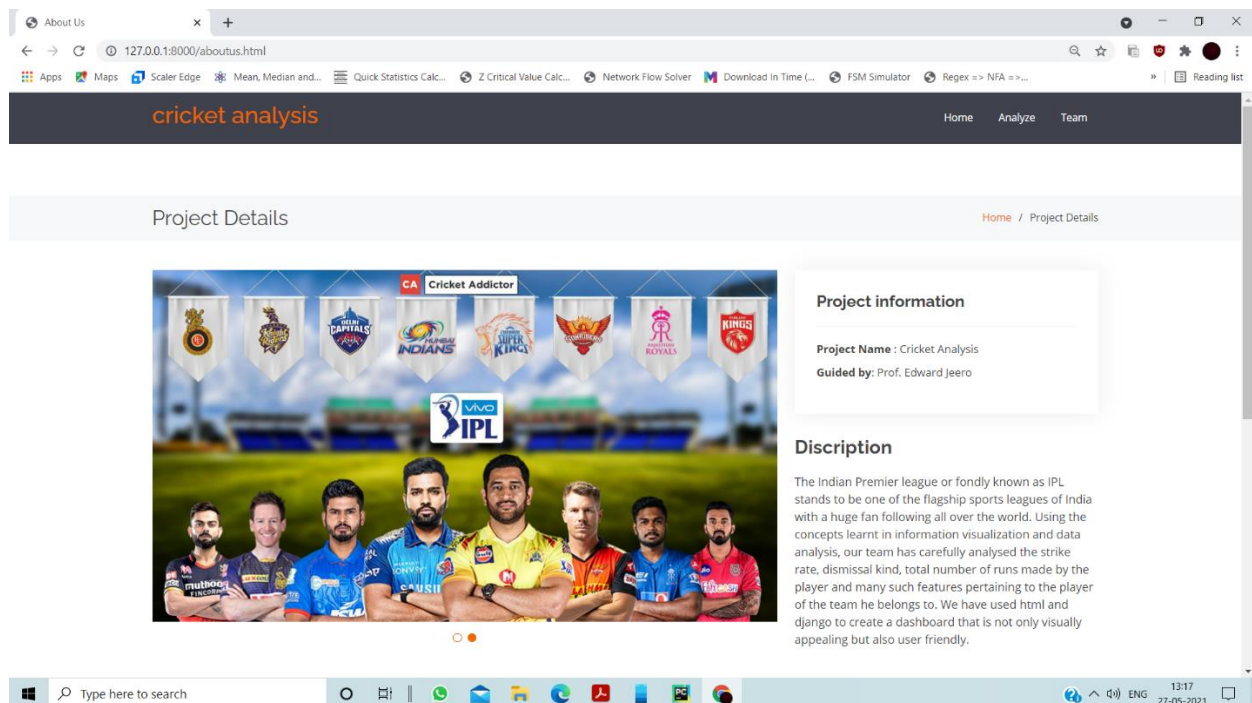 About Us
127.0.0.1:8000/aboutus.html
Apps Maps Scaler Edge Mean, Median and... Quick Statistics Calc... Z Critical Value Calc... Network Flow Solver Download In Time (... FSM Simulator Regex => NFA =>... » Reading list
cricket analysis Home Analyze Team
Project Details Home / Project Details
CA Cricket Addictor
DELHI CAPITALS
MUMBAI INDIANS
CHENNAI SUPER KINGS
RAJASTHAN ROYALS
KINGS
vivo
IPL
muthoot
FINCORP
SAMSU
Project information
Project Name : Cricket Analysis
Guided by: Prof. Edward Jeero
Discription
The Indian Premier league or fondly known as IPL
stands to be one of the flagship sports leagues of India
with a huge fan following all over the world. Using the
concepts learnt in information visualization and data
analysis, our team has carefully analysed the strike
rate, dismissal kind, total number of runs made by the
player and many such features pertaining to the player
of the team he belongs to. We have used html and
django to create a dashboard that is not only visually
appealing but also user friendly.
Type here to search
ENG
13:17
27-05-2021